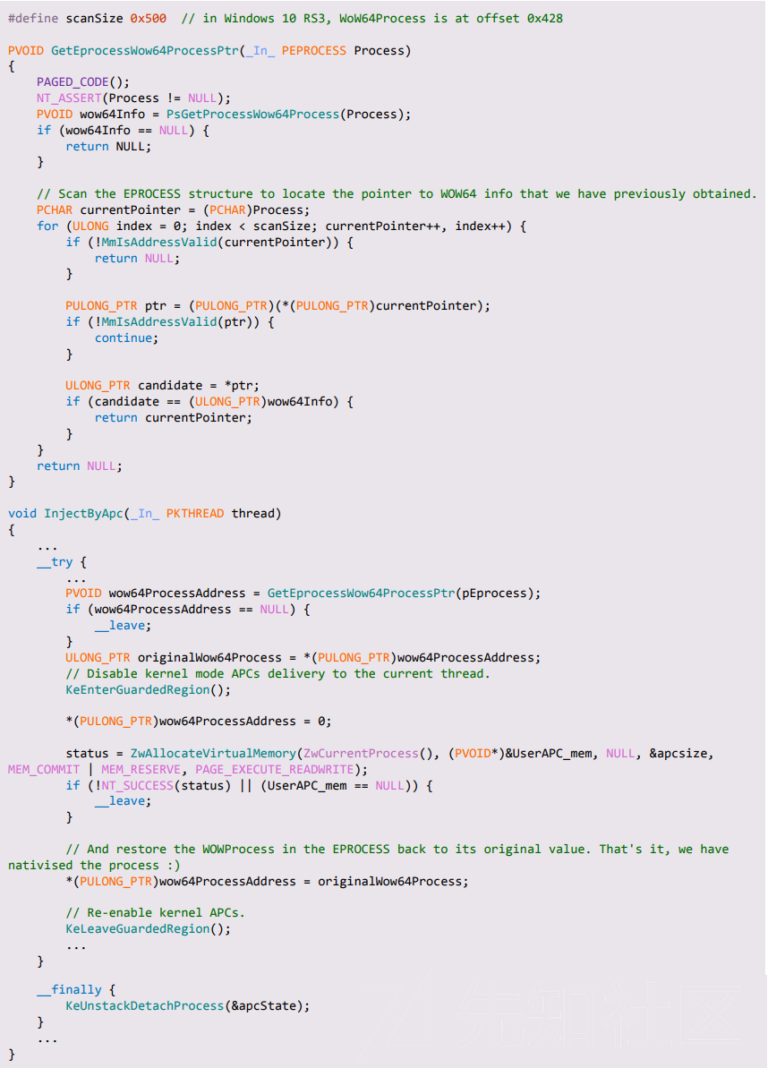 #define scanSize 0x500  // in Windows 10 RS3, WoW64Process is at offset 0x428

PVOID GetEprocessWow64ProcessPtr(_In_ PEPROCESS Process)
{
    PAGED_CODE();
    NT_ASSERT(Process != NULL);
    PVOID wow64Info = PsGetProcessWow64Process(Process);
    if (wow64Info == NULL) {
        return NULL;
    }

    // Scan the EPROCESS structure to locate the pointer to WOW64 info that we have previously obtained.
    PCHAR currentPointer = (PCHAR)Process;
    for (ULONG index = 0; index < scanSize; currentPointer++, index++) {
        if (!MmIsAddressValid(currentPointer)) {
            return NULL;
        }

        PULONG_PTR ptr = (PULONG_PTR)(*(PULONG_PTR)currentPointer);
        if (!MmIsAddressValid(ptr)) {
            continue;
        }

        ULONG_PTR candidate = *ptr;
        if (candidate == (ULONG_PTR)wow64Info) {
            return currentPointer;
        }
    }
    return NULL;
}

void InjectByApc(_In_ PKTHREAD thread)
{
    ...
    __try {
        ...
        PVOID wow64ProcessAddress = GetEprocessWow64ProcessPtr(pEprocess);
        if (wow64ProcessAddress == NULL) {
            __leave;
        }
        ULONG_PTR originalWow64Process = *(PULONG_PTR)wow64ProcessAddress;
        // Disable kernel mode APCs delivery to the current thread.
        KeEnterGuardedRegion();

        *(PULONG_PTR)wow64ProcessAddress = 0;

        status = ZwAllocateVirtualMemory(ZwCurrentProcess(), (PVOID*)&UserAPC_mem, NULL, &apcsize,
MEM_COMMIT | MEM_RESERVE, PAGE_EXECUTE_READWRITE);
        if (!NT_SUCCESS(status) || (UserAPC_mem == NULL)) {
            __leave;
        }

        // And restore the WOWProcess in the EPROCESS back to its original value. That's it, we have
nativised the process :)
        *(PULONG_PTR)wow64ProcessAddress = originalWow64Process;

        // Re-enable kernel APCs.
        KeLeaveGuardedRegion();
        ...
    }

    __finally {
        KeUnstackDetachProcess(&apcState);
    }
    ...
}